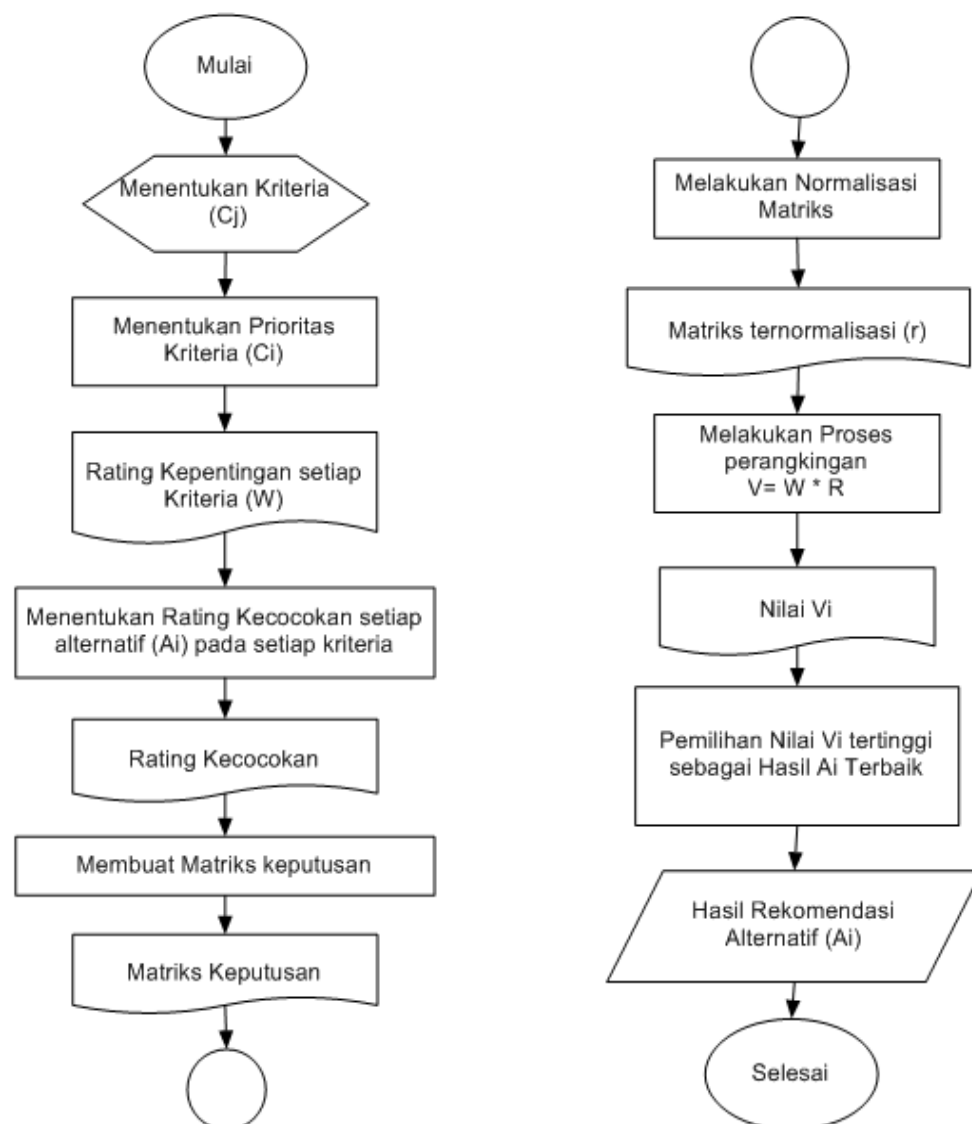 Mulai
Menentukan Kriteria
(Cj)
Menentukan Prioritas
Kriteria (Ci)
Rating Kepentingan setiap
Kriteria (W)
Menentukan Rating Kecocokan setiap
alternatif (Ai) pada setiap kriteria
Rating Kecocokan
Membuat Matriks keputusan
Matriks Keputusan
Melakukan Normalisasi
Matriks
Matriks ternormalisasi (r)
Melakukan Proses
perangkingan
V= W * R
Nilai Vi
Pemilihan Nilai Vi tertinggi
sebagai Hasil Ai Terbaik
Hasil Rekomendasi
Alternatif (Ai)
Selesai